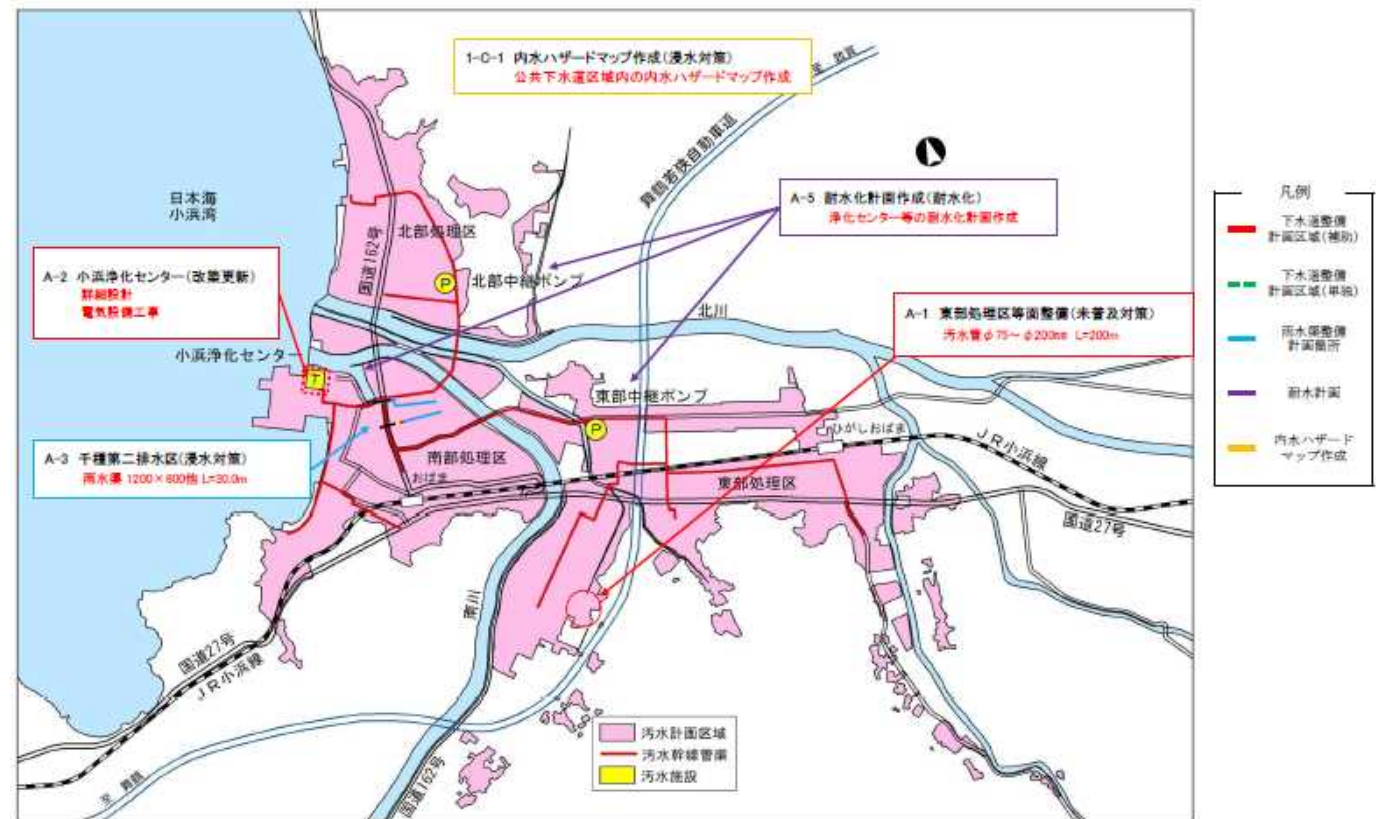 1-C-1 内水ハザードマップ作成(浸水対策)
公共下水道区域内の内水ハザードマップ作成
至 敦賀
舞鶴若狭自動車道
日本海
小浜湾
A-5 耐水化計画作成(耐水化)
浄化センター等の耐水化計画作成
北部処理区
国道162号
A-2 小浜浄化センター(改築更新)
詳細設計
電気設備工事
P
北部中継ポンプ
北川
A-1 東部処理区等面整備(未普及対策)
汚水管φ75~φ200mm L=200m
小浜浄化センター
T
東部中継ポンプ
P
ひがしおばま
JR小浜線
A-3 千種第二排水区(浸水対策)
雨水渠 1200×800他 L=30.0m
南部処理区
おばま
東部処理区
国道27号
南川
国道27号
JR小浜線
至 舞鶴
国道162号
汚水計画区域
汚水幹線管渠
汚水施設
凡例
下水道整備
計画区域(補助)
下水道整備
計画区域(単独)
雨水渠整備
計画箇所
耐水計画
内水ハザード
マップ作成